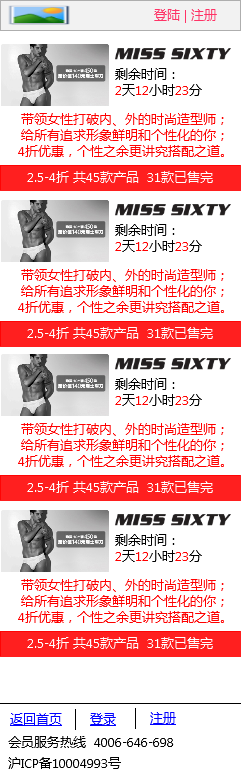 登陆 | 注册
MISS SIXTY
剩余时间：
2天12小时23分
带领女性打破内、外的时尚造型师；
给所有追求形象鲜明和个性化的你；
4折优惠，个性之余更讲究搭配之道。
2.5-4折 共45款产品 31款已售完
MISS SIXTY
剩余时间：
2天12小时23分
带领女性打破内、外的时尚造型师；
给所有追求形象鲜明和个性化的你；
4折优惠，个性之余更讲究搭配之道。
2.5-4折 共45款产品 31款已售完
MISS SIXTY
剩余时间：
2天12小时23分
带领女性打破内、外的时尚造型师；
给所有追求形象鲜明和个性化的你；
4折优惠，个性之余更讲究搭配之道。
2.5-4折 共45款产品 31款已售完
MISS SIXTY
剩余时间：
2天12小时23分
带领女性打破内、外的时尚造型师；
给所有追求形象鲜明和个性化的你；
4折优惠，个性之余更讲究搭配之道。
2.5-4折 共45款产品 31款已售完
返回首页 | 登录 | 注册
会员服务热线 4006-646-698
沪ICP备10004993号